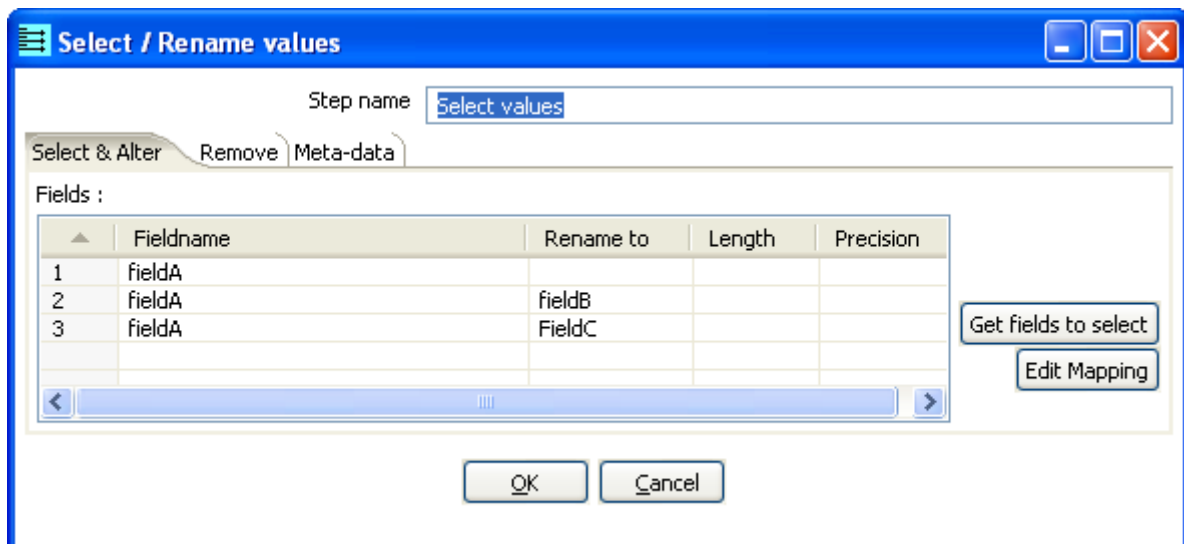 Select / Rename values
Step name Select values
Select & Alter Remove Meta-data
Fields :
Fieldname Rename to Length Precision
1 fieldA
2 fieldA fieldB
3 fieldA FieldC
Get fields to select
Edit Mapping
OK Cancel